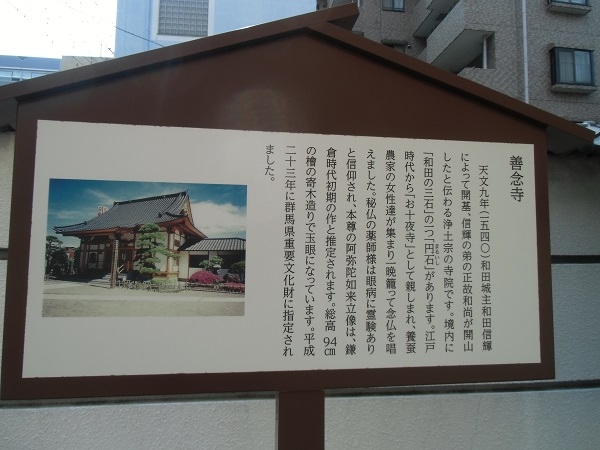 善念寺
天文九年(一五四〇)和田城主和田信輝
によって開基、信輝の弟の正故和尚が開山
したと伝わる浄土宗の寺院です。境内に
「和田の三石」の一つ「円石」があります。江戸
まるいし
時代から「お十夜寺」として親しまれ、養蚕
農家の女性達が集まり一晩籠って念仏を唱
えました。秘仏の薬師様は眼病に霊験あり
と信仰され、本尊の阿弥陀如来立像は、鎌
倉時代初期の作と推定されます。総高94㎝
の檜の寄木造りで玉眼になっています。平成
二十三年に群馬県重要文化財に指定され
ました。